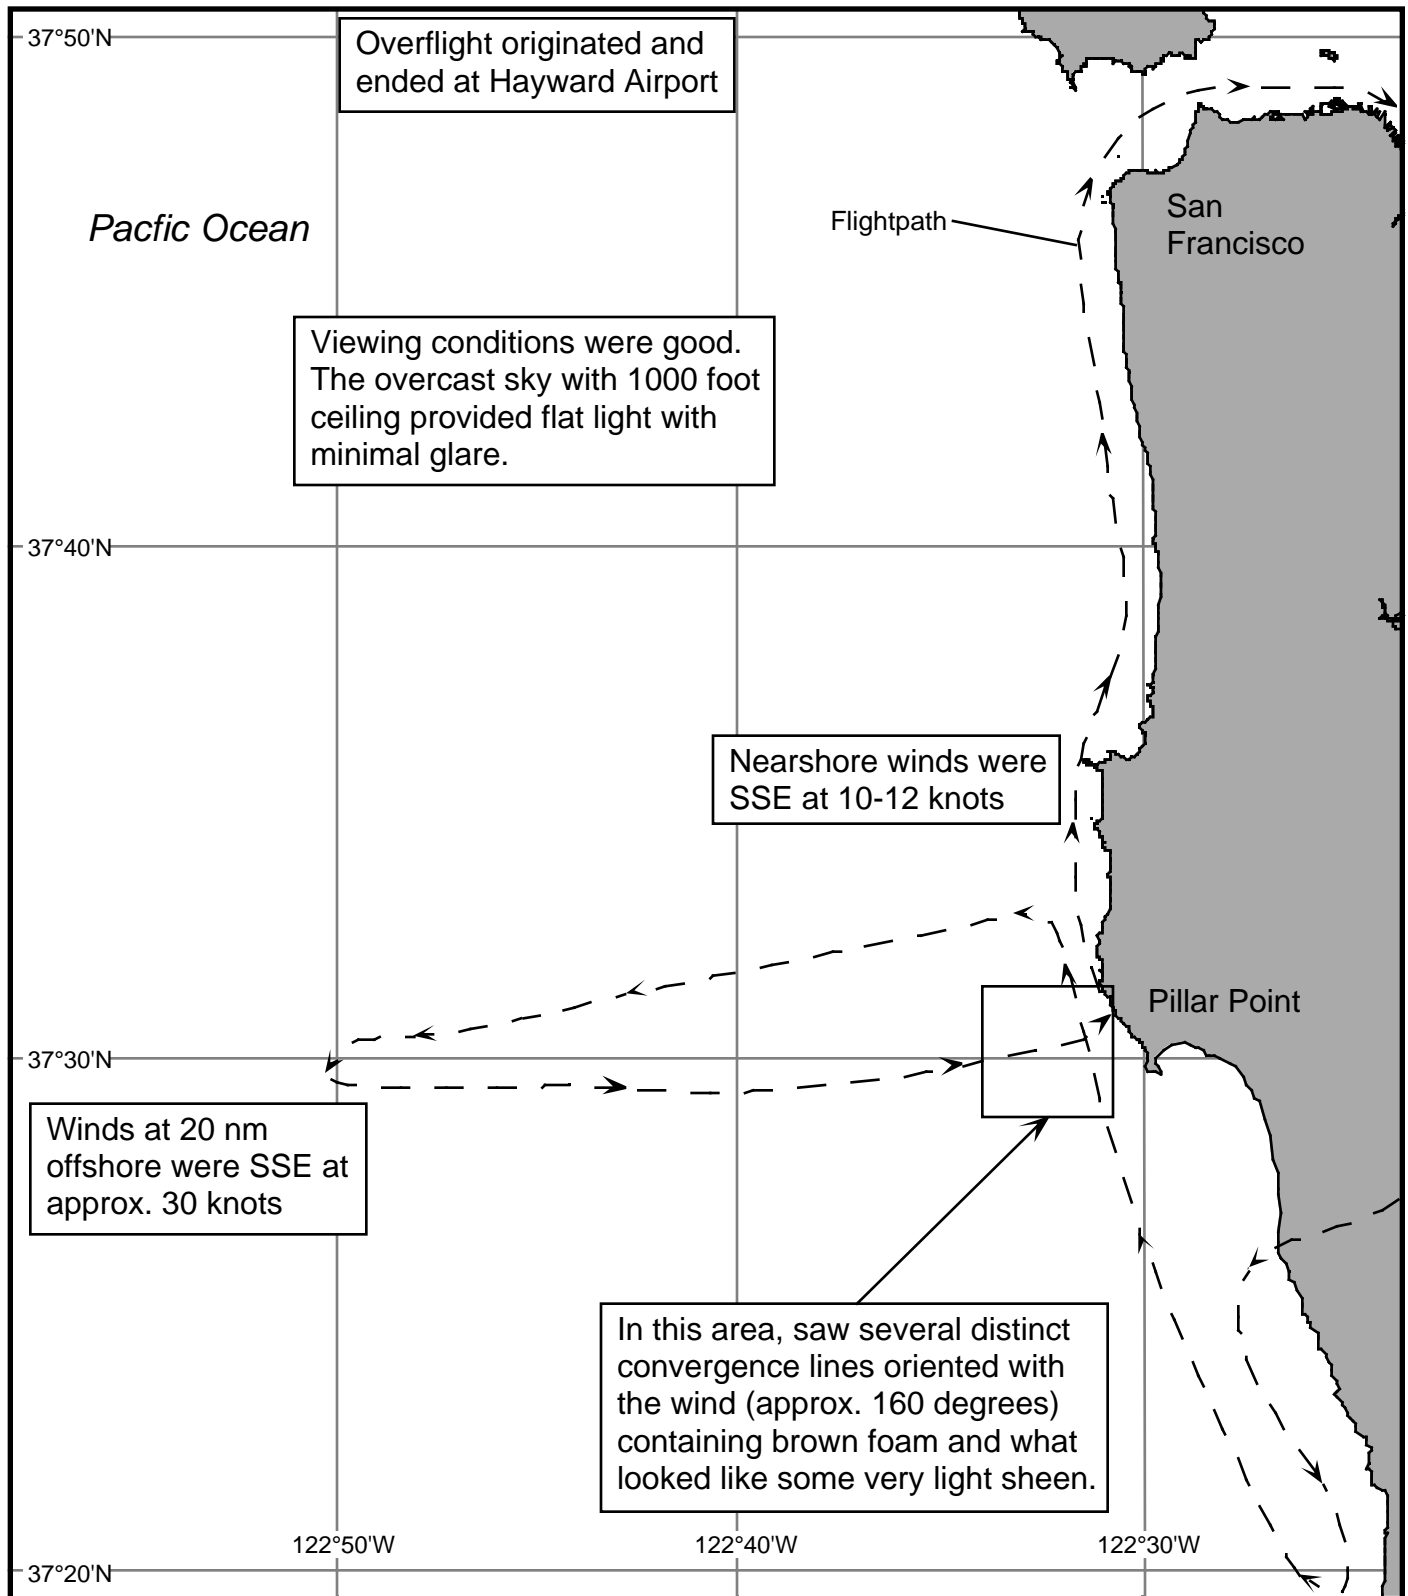 37°50'N
Overflight originated and
ended at Hayward Airport
Pacfic Ocean
Flightpath
San
Francisco
Viewing conditions were good.
The overcast sky with 1000 foot
ceiling provided flat light with
minimal glare.
37°40'N
Nearshore winds were
SSE at 10-12 knots
Pillar Point
37°30'N
Winds at 20 nm
offshore were SSE at
approx. 30 knots
In this area, saw several distinct
convergence lines oriented with
the wind (approx. 160 degrees)
containing brown foam and what
looked like some very light sheen.
122°50'W
122°40'W
122°30'W
37°20'N